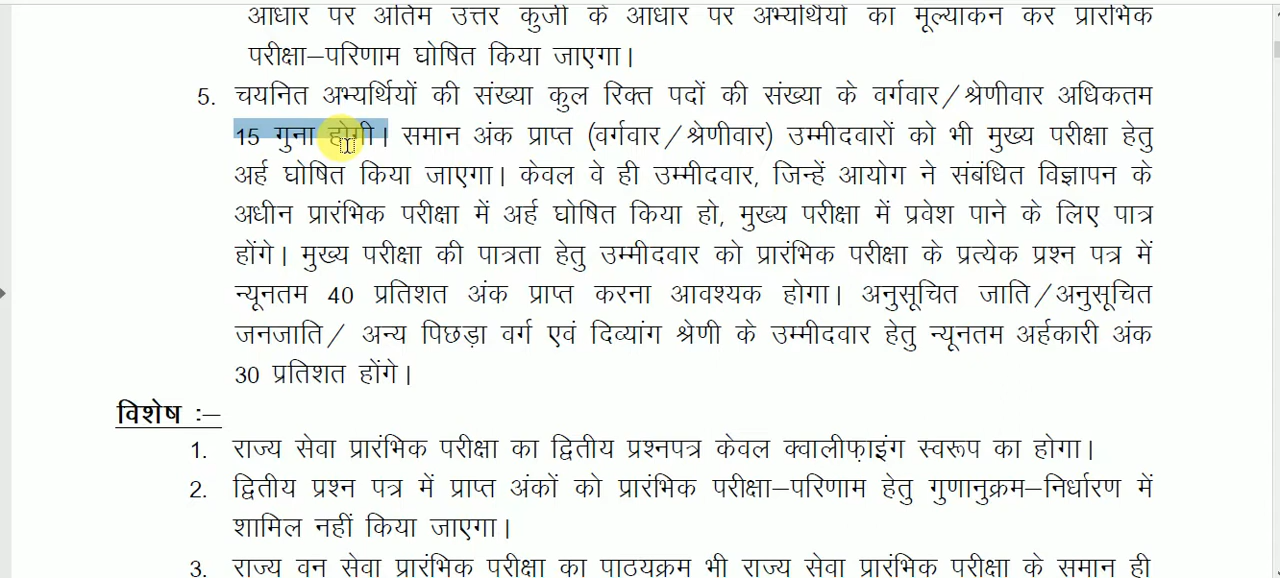 आधार पर अंतिम उत्तर कुंजी के आधार पर अभ्यर्थियों का मूल्यांकन कर प्रारंभिक
परीक्षा–परिणाम घोषित किया जाएगा।
5. चयनित अभ्यर्थियों की संख्या कुल रिक्त पदों की संख्या के वर्गवार/श्रेणीवार अधिकतम
15 गुना होगी। समान अंक प्राप्त (वर्गवार/श्रेणीवार) उम्मीदवारों को भी मुख्य परीक्षा हेतु
अर्ह घोषित किया जाएगा। केवल वे ही उम्मीदवार, जिन्हें आयोग ने संबंधित विज्ञापन के
अधीन प्रारंभिक परीक्षा में अर्ह घोषित किया हो, मुख्य परीक्षा में प्रवेश पाने के लिए पात्र
होंगे। मुख्य परीक्षा की पात्रता हेतु उम्मीदवार को प्रारंभिक परीक्षा के प्रत्येक प्रश्न पत्र में
न्यूनतम 40 प्रतिशत अंक प्राप्त करना आवश्यक होगा। अनुसूचित जाति/अनुसूचित
जनजाति/ अन्य पिछड़ा वर्ग एवं दिव्यांग श्रेणी के उम्मीदवार हेतु न्यूनतम अर्हकारी अंक
30 प्रतिशत होंगे।
विशेष :–
1. राज्य सेवा प्रारंभिक परीक्षा का द्वितीय प्रश्नपत्र केवल क्वालीफ़ाइंग स्वरूप का होगा।
2. द्वितीय प्रश्न पत्र में प्राप्त अंकों को प्रारंभिक परीक्षा–परिणाम हेतु गुणानुक्रम–निर्धारण में
शामिल नहीं किया जाएगा।
3. राज्य वन सेवा प्रारंभिक परीक्षा का पाठयक्रम भी राज्य सेवा प्रारंभिक परीक्षा के समान ही